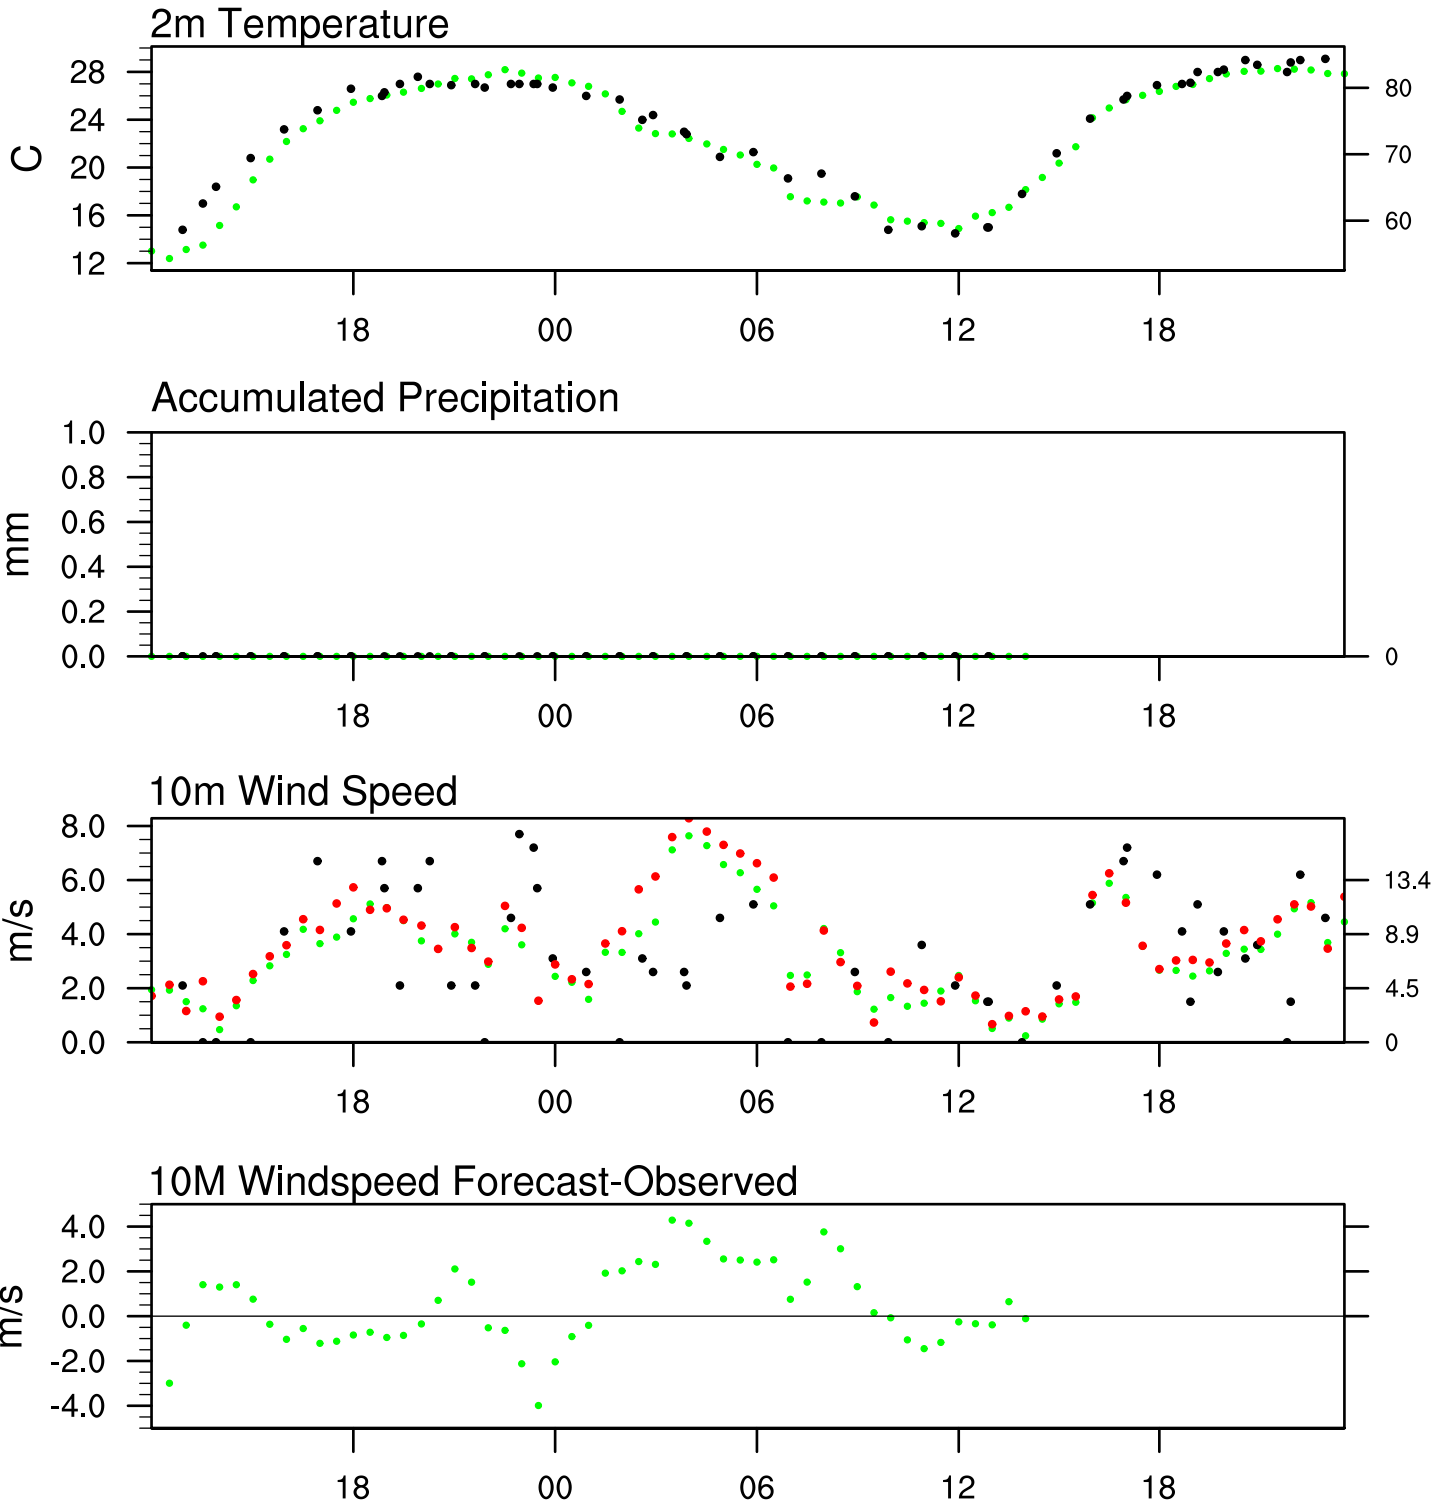 2m Temperature
28
24
20
16
12
C
80
70
60
18 00 06 12 18
Accumulated Precipitation
1.0
0.8
0.6
0.4
0.2
0.0
mm
0
18 00 06 12 18
10m Wind Speed
8.0
6.0
4.0
2.0
0.0
m/s
13.4
8.9
4.5
0
18 00 06 12 18
10M Windspeed Forecast-Observed
4.0
2.0
0.0
-2.0
-4.0
m/s
18 00 06 12 18